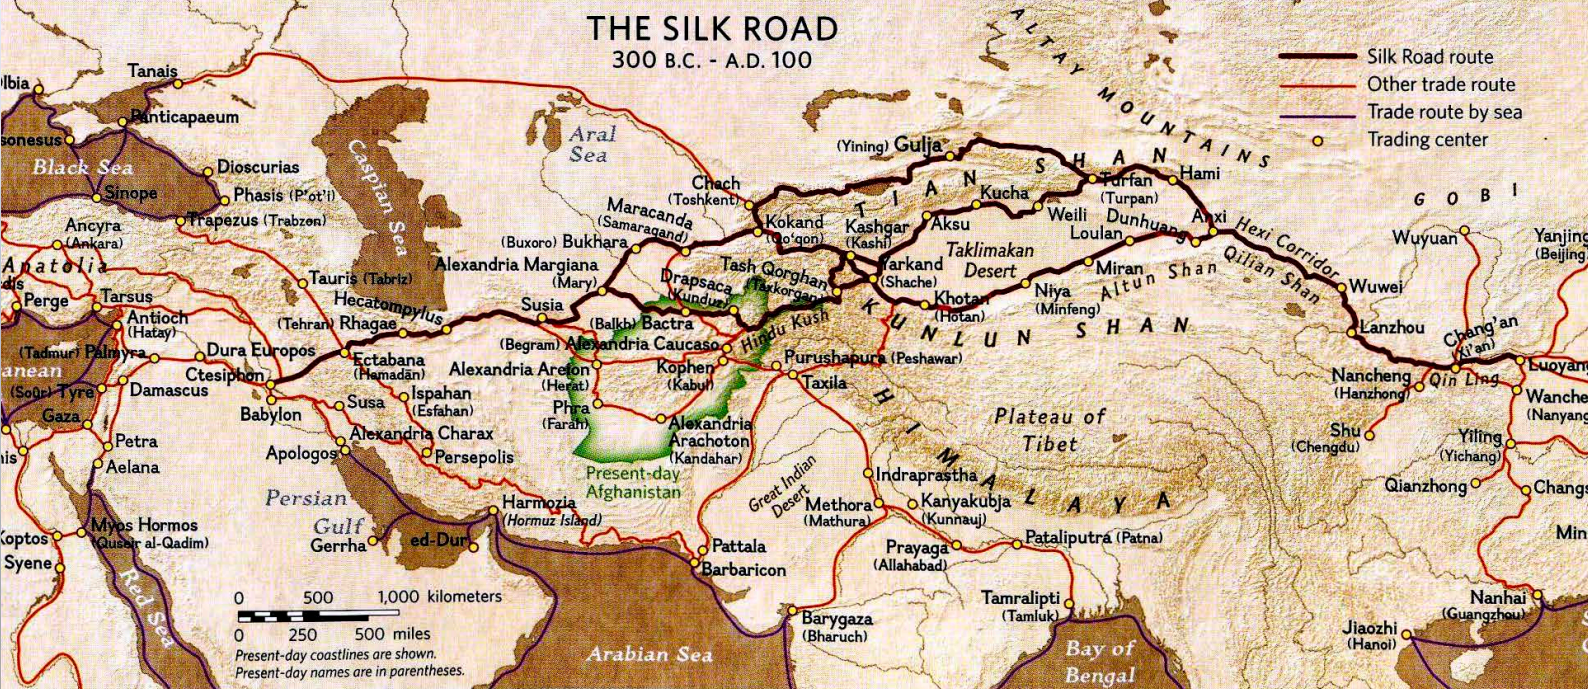 THE SILK ROAD
300 B.C. - A.D. 100
Silk Road route
Other trade route
Trade route by sea
Trading center
ALTAY MOUNTAINS
TIAN SHAN
GOBI
Tanais
lbia
Panticapaeum
sonesus
Black Sea
Dioscurias
Sinope
Phasis (P'ot'i)
Trapezus (Trabzon)
Caspian Sea
Aral
Sea
Ancyra
(Ankara)
Anatolia
Perge
Tarsus
Antioch
(Hatay)
Tauris (Tabriz)
Hecatompylus
(Tehran) Rhagae
(Tadmur) Palmyra
Dura Europos
anean
(Soûr) Tyre
Damascus
Ctesiphon
Ectabana
(Hamadān)
Babylon
Gaza
Susa
Ispahan
(Esfahan)
Petra
Aelana
Alexandria Charax
Apologos
Persepolis
Persian
Gulf
Gerrha
ed-Dur
Harmozia
(Hormuz Island)
Myos Hormos
(Quseir al-Qadim)
Koptos
Syene
Red Sea
0 500 1,000 kilometers
0 250 500 miles
Present-day coastlines are shown.
Present-day names are in parentheses.
Chach
(Toshkent)
Maracanda
(Samaraqand)
(Buxoro) Bukhara
Alexandria Margiana
(Mary)
Susia
Kokand
(Qo'qon)
Kashgar
(Kashi)
Tash Qorghan
(Taxkorgan)
Drapsaca
(Kunduz)
(Balkh) Bactra
Hindu Kush
(Begram) Alexandria Caucaso
Alexandria Areion
(Herat)
Kophen
(Kabul)
Phra
(Farah)
Alexandria
Arachoton
(Kandahar)
Present-day
Afghanistan
Purushapura (Peshawar)
Taxila
(Yining) Gulja
Turfan
(Turpan)
Hami
Kucha
Aksu
Weili
Taklimakan
Desert
Loulan
Dunhuang
Anxi
Hexi Corridor
Qilian Shan
Yarkand
(Shache)
Khotan
(Hotan)
Niya
(Minfeng)
Miran
Altun Shan
KUNLUN SHAN
Wuyuan
Yanjing
(Beijing)
Wuwei
Lanzhou
Chang'an
(Xi'an)
Luoyan
Qin Ling
Nancheng
(Hanzhong)
Wanche
(Nanyang
Shu
(Chengdu)
Yiling
(Yichang)
Qianzhong
Changs
Min
Nanhai
(Guangzhou)
Jiaozhi
(Hanoi)
Plateau of
Tibet
HIMALAYA
Great Indian
Desert
Indraprastha
Methora
(Mathura)
Kanyakubja
(Kunnauj)
Prayaga
(Allahabad)
Pataliputra (Patna)
Tamralipti
(Tamluk)
Pattala
Barbaricon
Barygaza
(Bharuch)
Arabian Sea
Bay of
Bengal